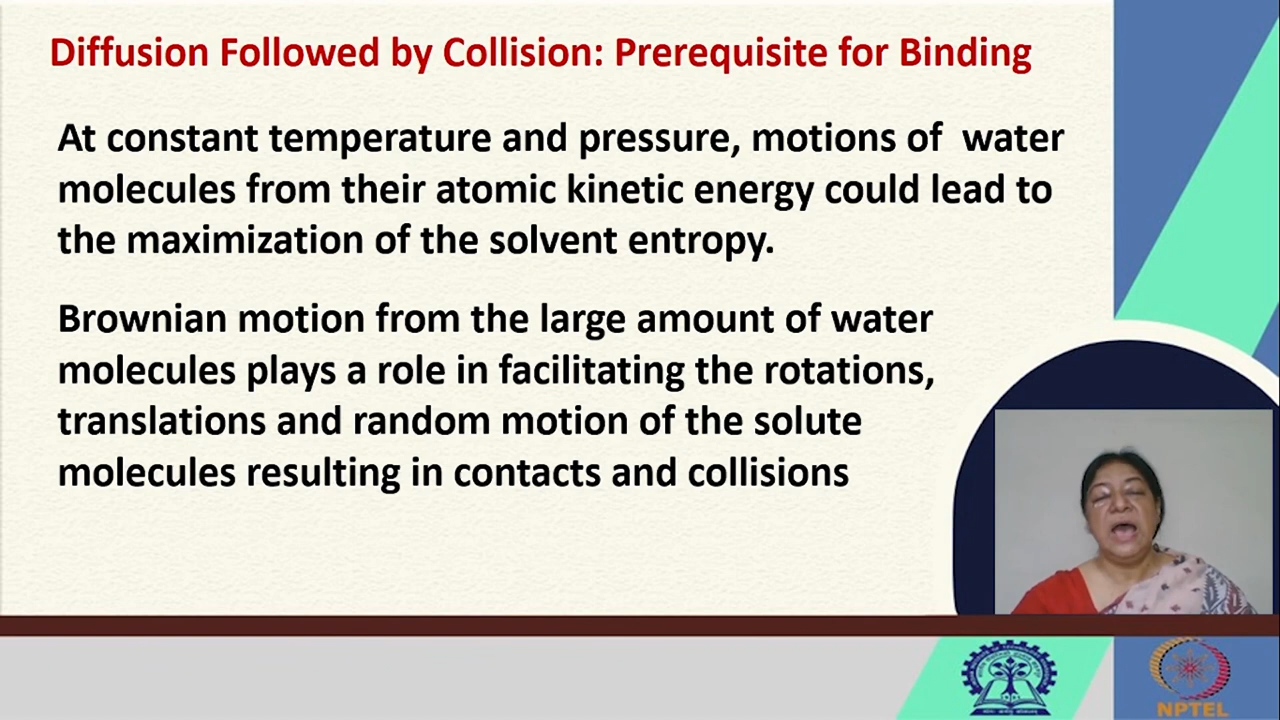 Diffusion Followed by Collision: Prerequisite for Binding
At constant temperature and pressure, motions of water
molecules from their atomic kinetic energy could lead to
the maximization of the solvent entropy.
Brownian motion from the large amount of water
molecules plays a role in facilitating the rotations,
translations and random motion of the solute
molecules resulting in contacts and collisions
NPTEL